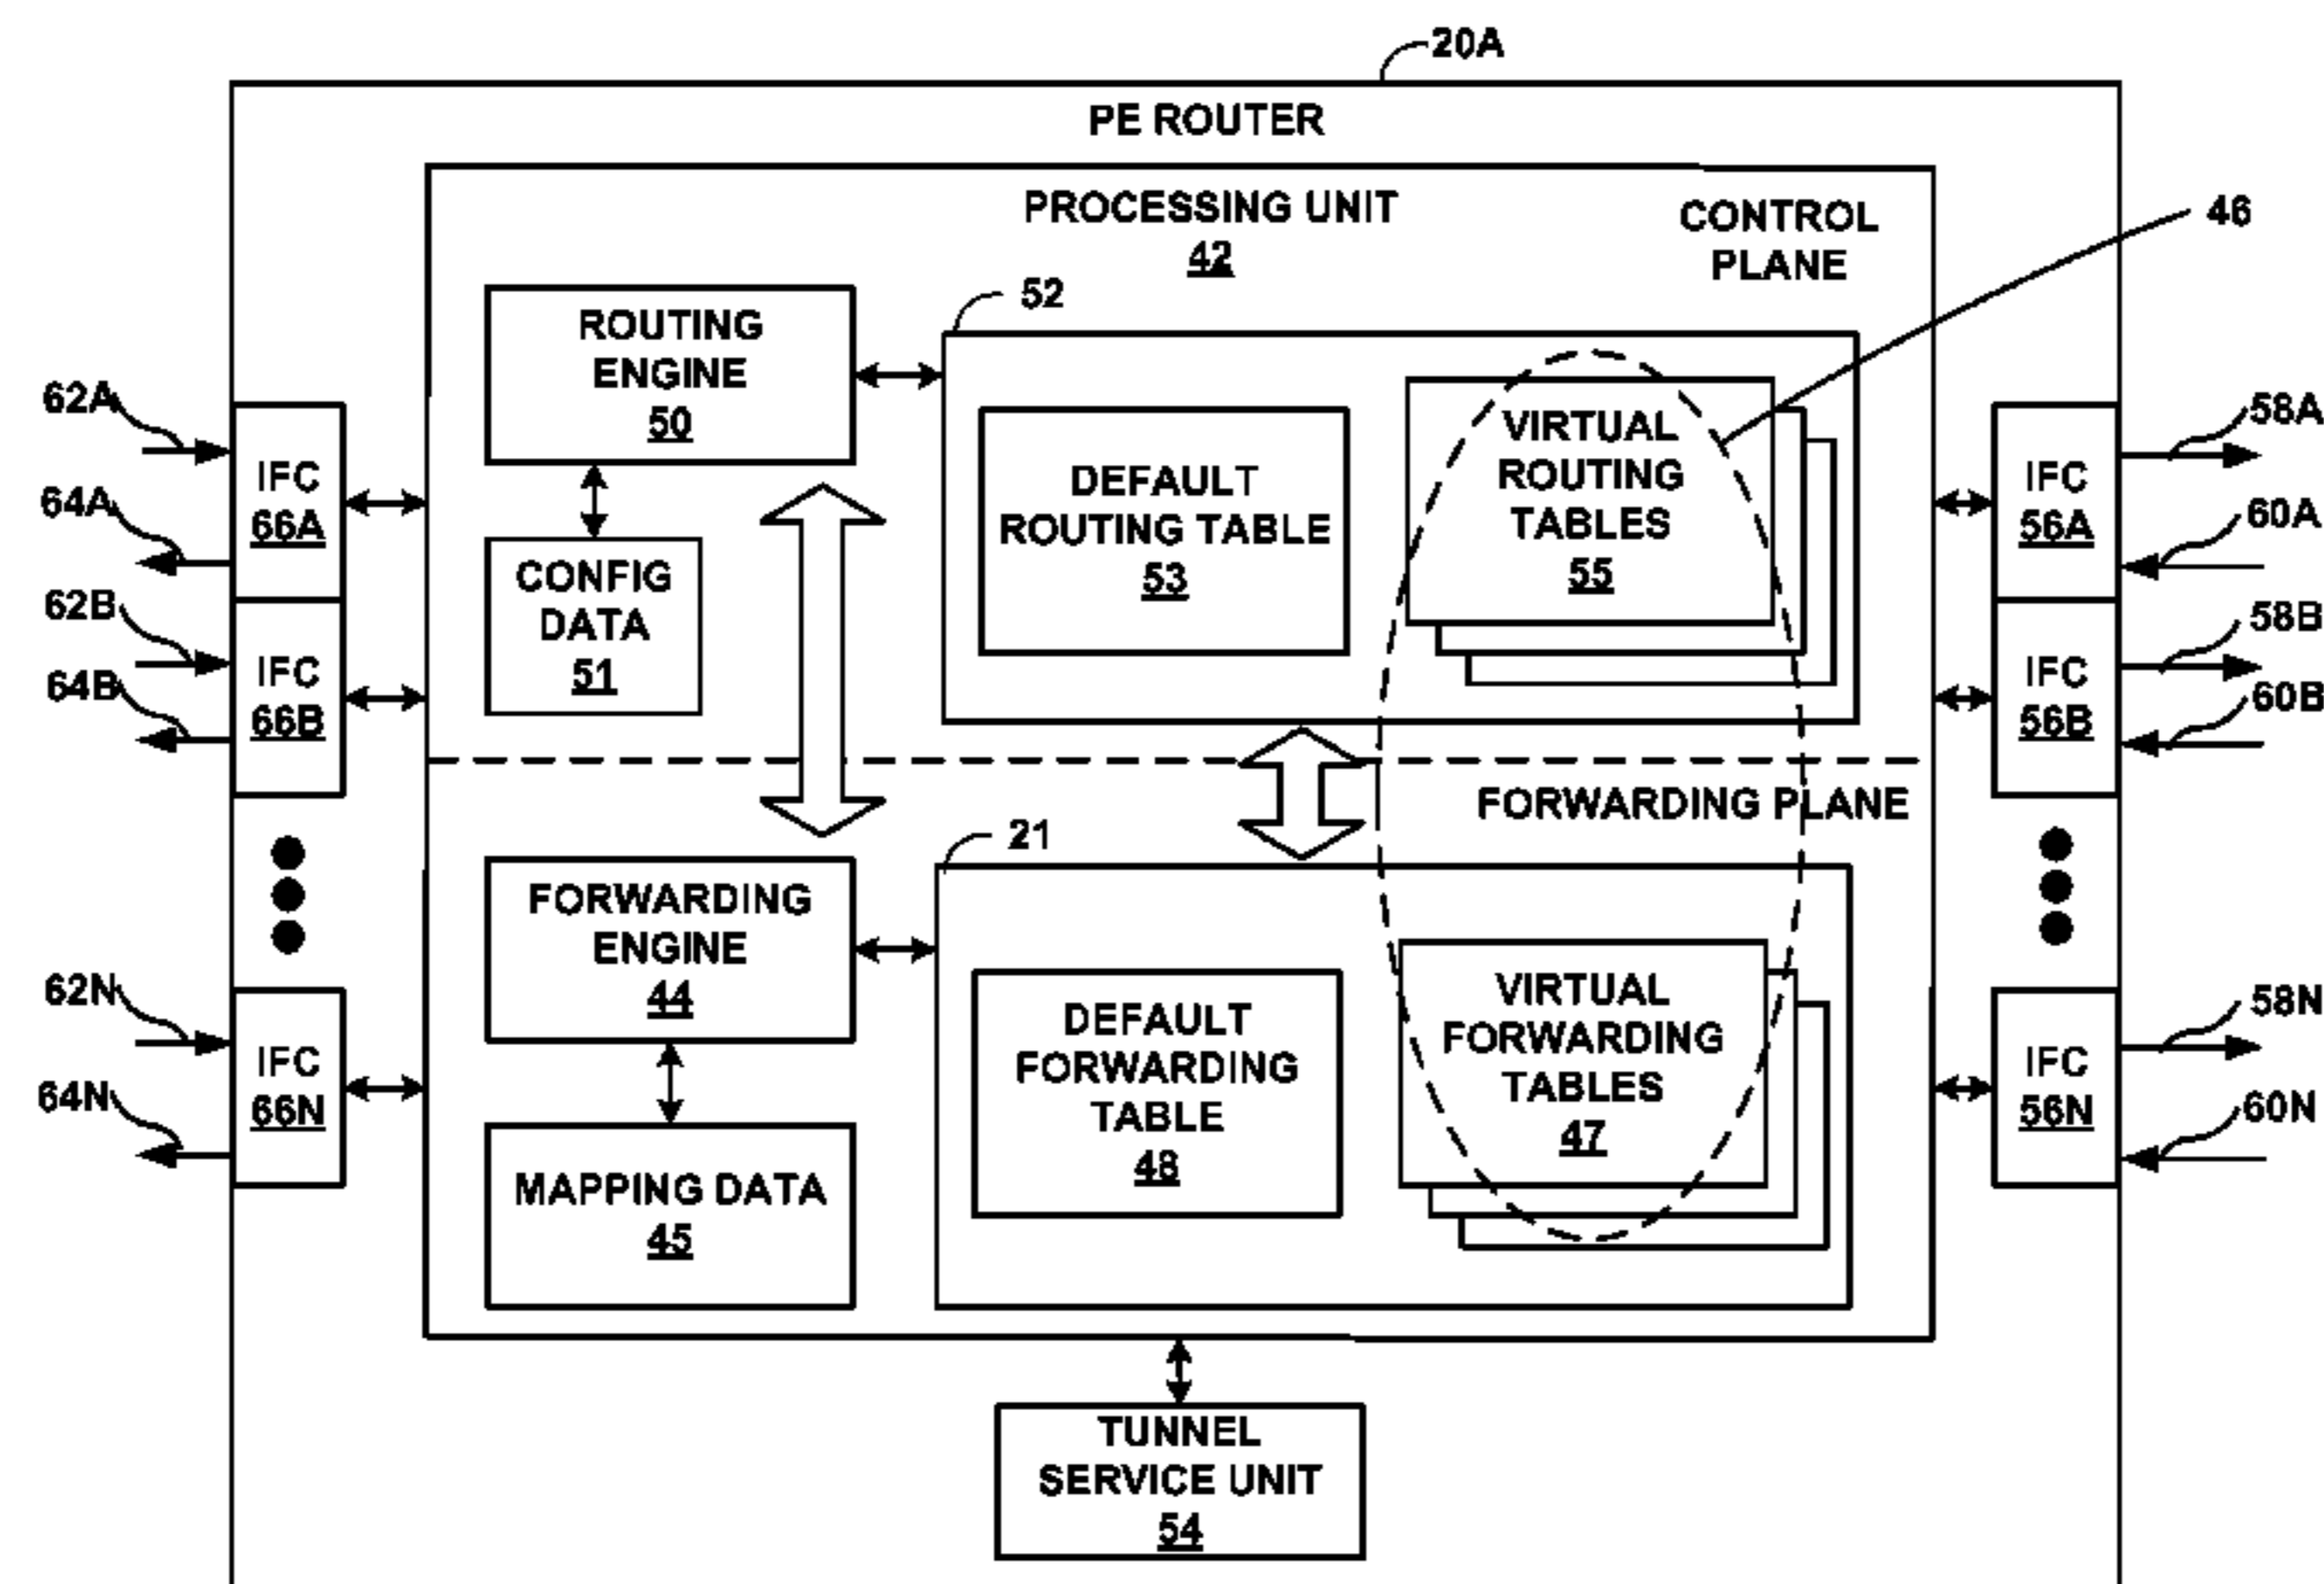 20A
PE ROUTER
PROCESSING UNIT
42
CONTROL
PLANE
46
52
ROUTING
ENGINE
50
CONFIG
DATA
51
DEFAULT
ROUTING TABLE
53
VIRTUAL
ROUTING
TABLES
55
62A
64A
62B
64B
62N
64N
IFC
66A
IFC
66B
IFC
66N
FORWARDING PLANE
21
FORWARDING
ENGINE
44
MAPPING DATA
45
DEFAULT
FORWARDING
TABLE
48
VIRTUAL
FORWARDING
TABLES
47
IFC
56A
IFC
56B
IFC
56N
58A
60A
58B
60B
58N
60N
TUNNEL
SERVICE UNIT
54